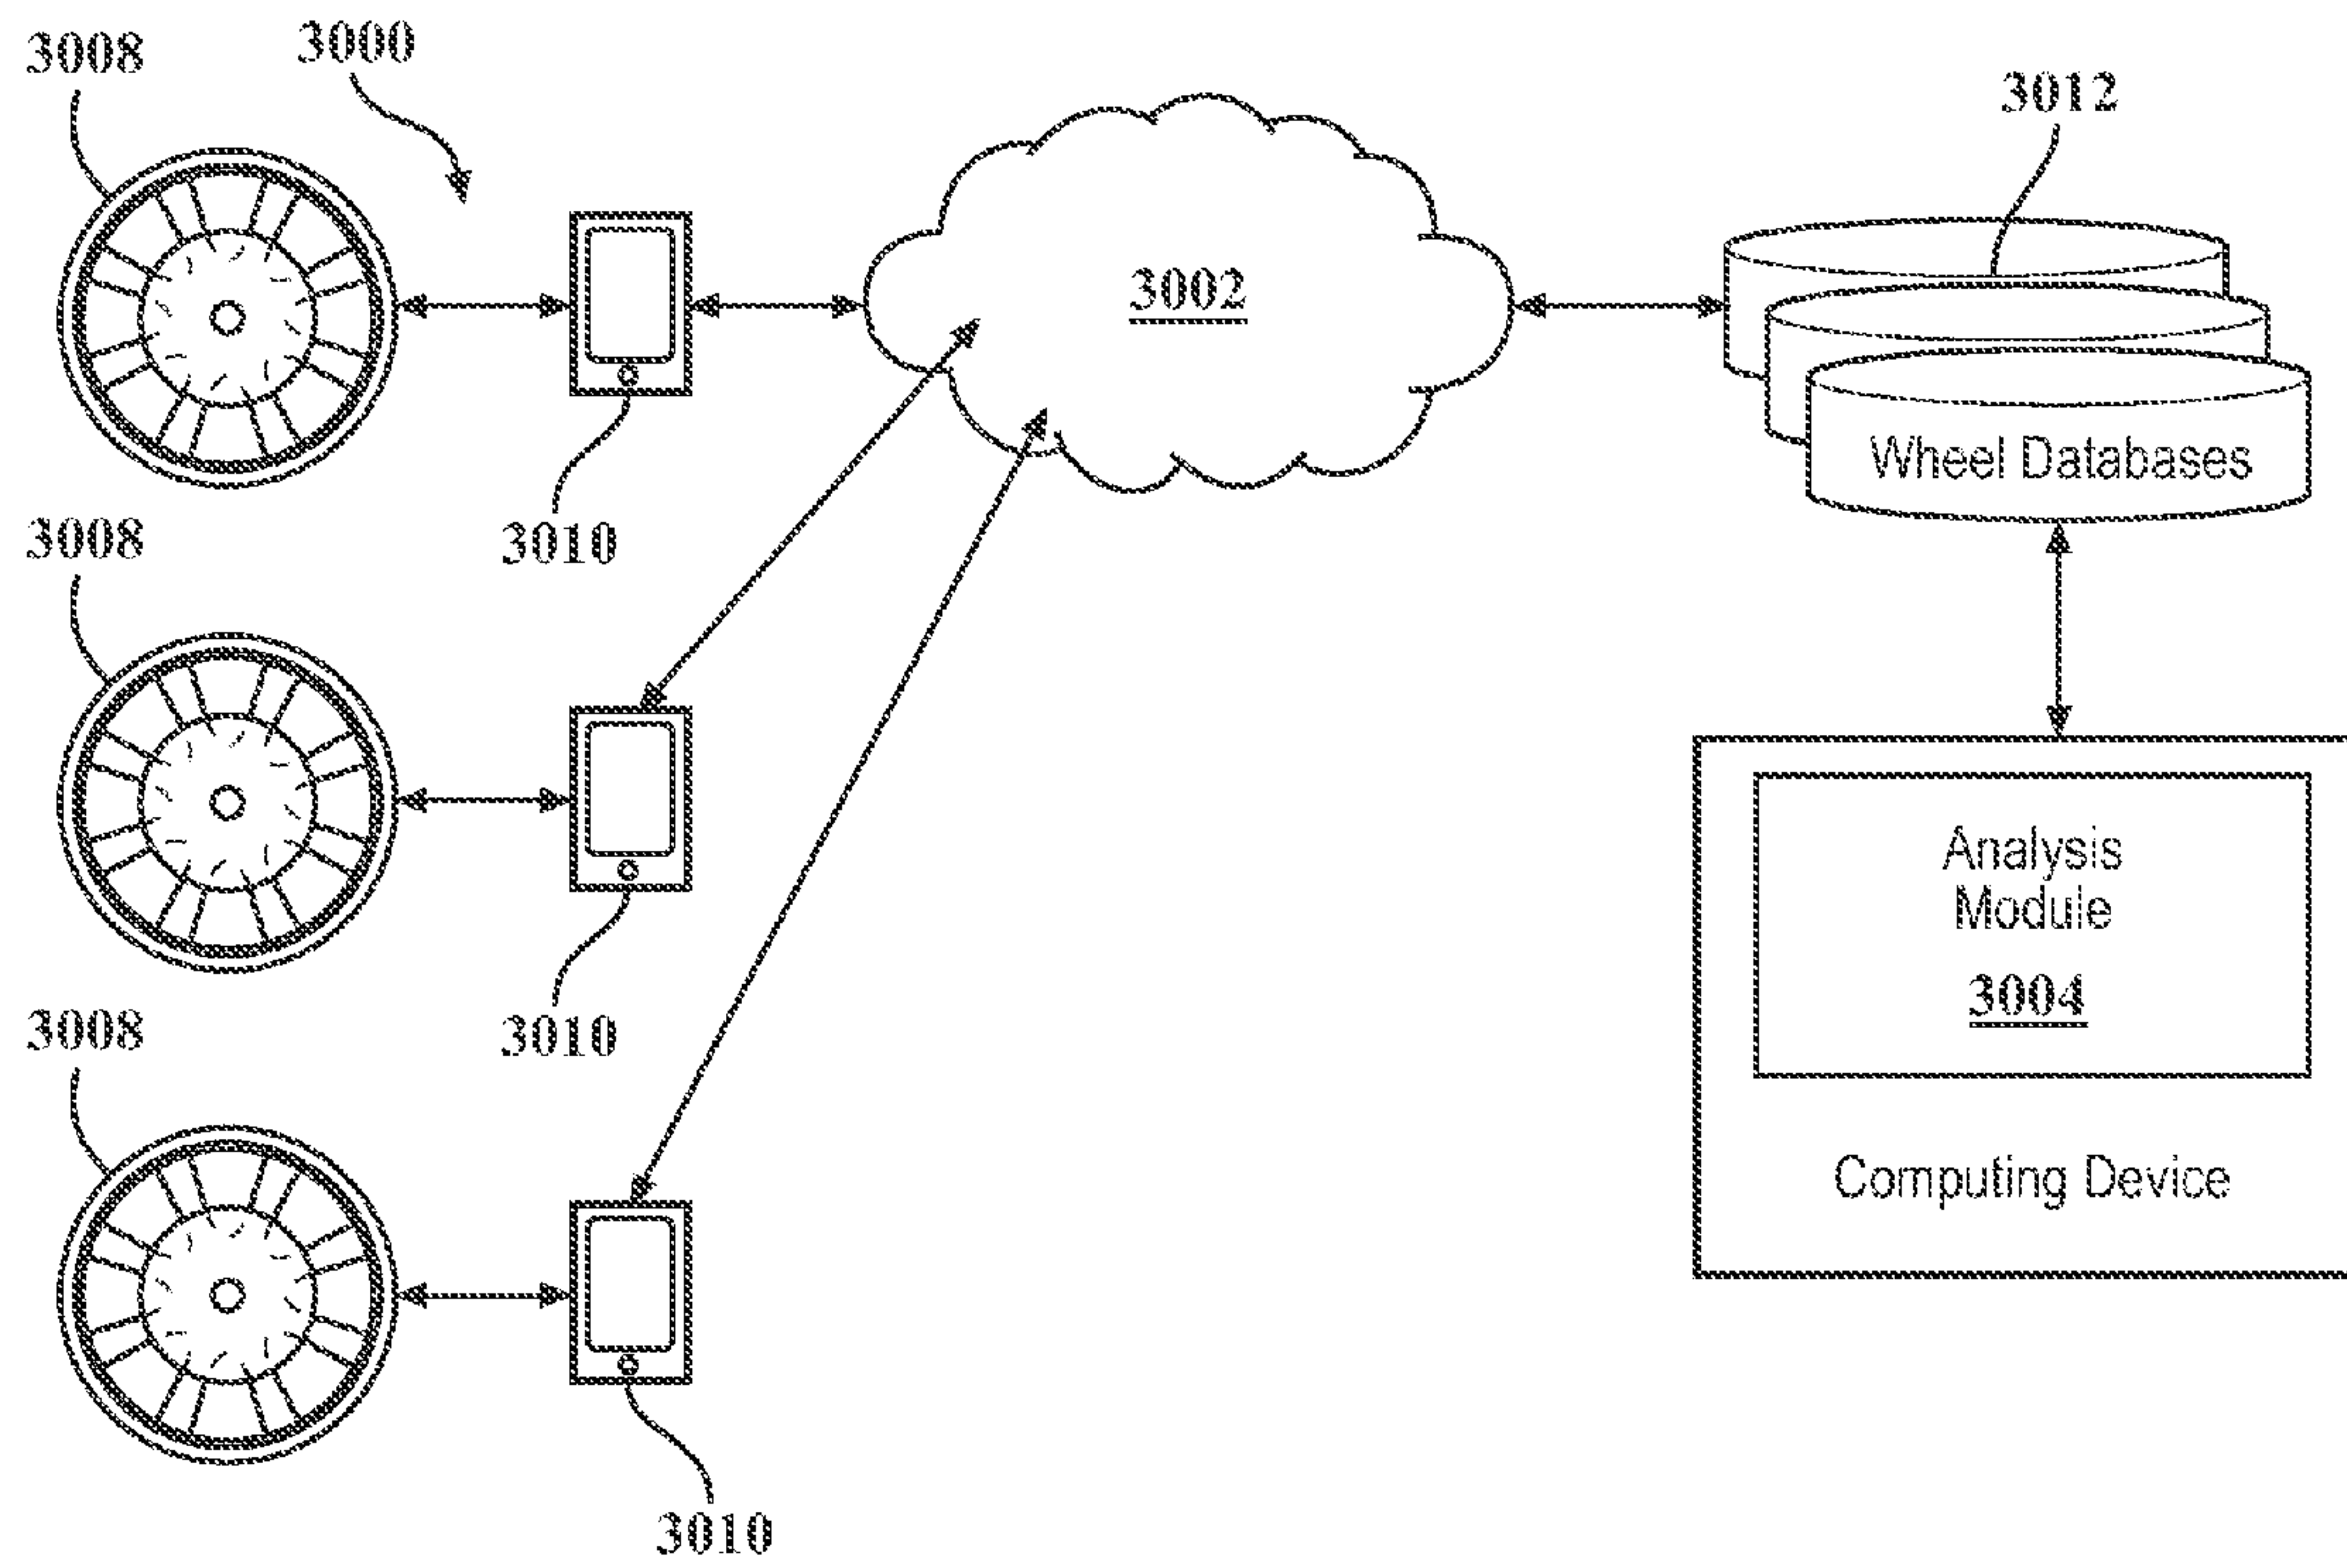 3008
3000
3012
3002
Wheel Databases
3010
3008
Analysis
Module
3004
3010
3008
Computing Device
3010